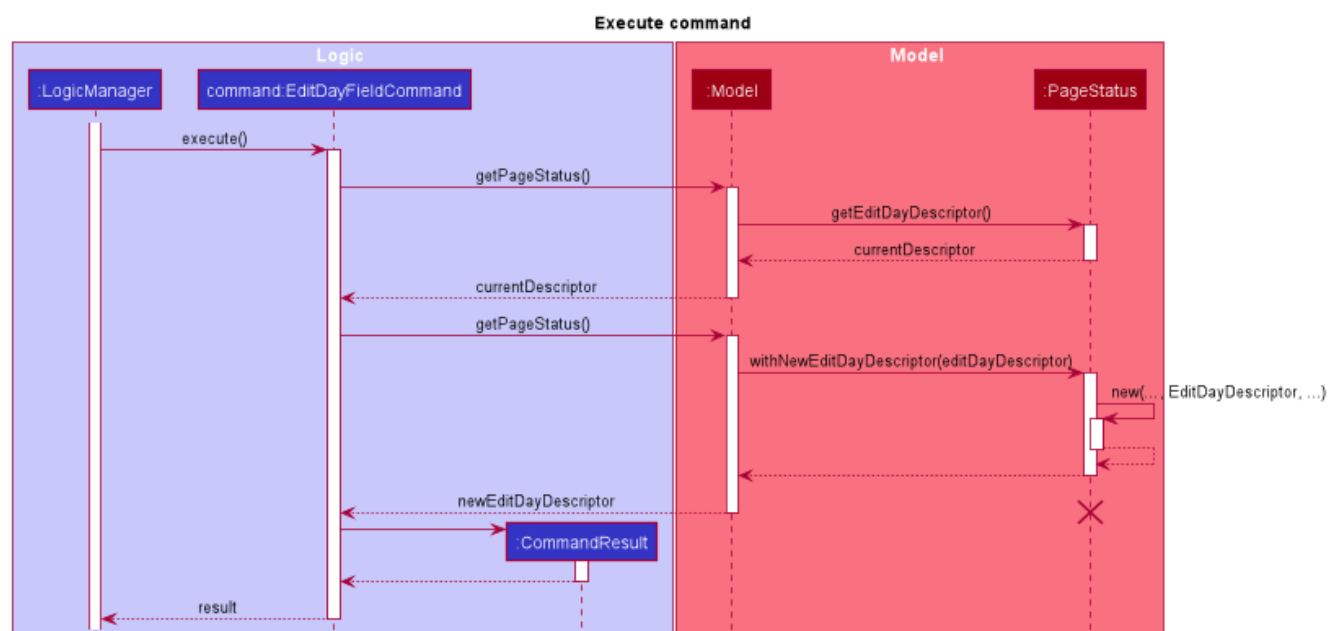 Execute command
Logic
Model
:LogicManager
command:EditDayFieldCommand
:Model
:PageStatus
execute()
getPageStatus()
getEditDayDescriptor()
currentDescriptor
currentDescriptor
getPageStatus()
withNewEditDayDescriptor(editDayDescriptor)
new(... , EditDayDescriptor, ...)
newEditDayDescriptor
:CommandResult
result